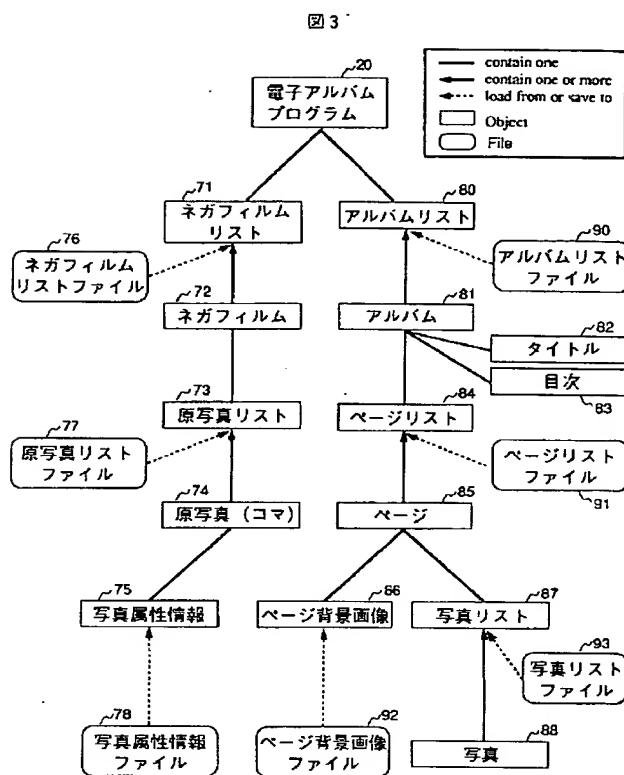 図3
contain one
contain one or more
load from or save to
Object
File
20
電子アルバム
プログラム
71
ネガフィルム
リスト
80
アルバムリスト
76
ネガフィルム
リストファイル
90
アルバムリスト
ファイル
72
ネガフィルム
81
アルバム
82
タイトル
目次
83
73
原写真リスト
84
ページリスト
77
原写真リスト
ファイル
ページリスト
ファイル
91
74
原写真(コマ)
85
ページ
75
写真属性情報
86
ページ背景画像
87
写真リスト
93
写真リスト
ファイル
78
写真属性情報
ファイル
92
ページ背景画像
ファイル
88
写真